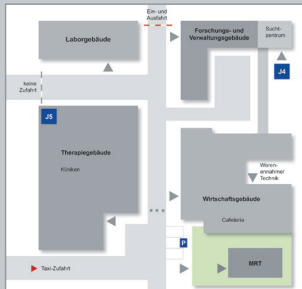 Ein- und
Ausfahrt
Laborgebäude
Forschungs- und
Verwaltungsgebäude
Sucht-
zentrum
J4
keine
Zufahrt
J5
Therapiegebäude
Kliniken
Waren-
annahme/
Technik
Wirtschaftsgebäude
Cafeteria
P
MRT
Taxi-Zufahrt